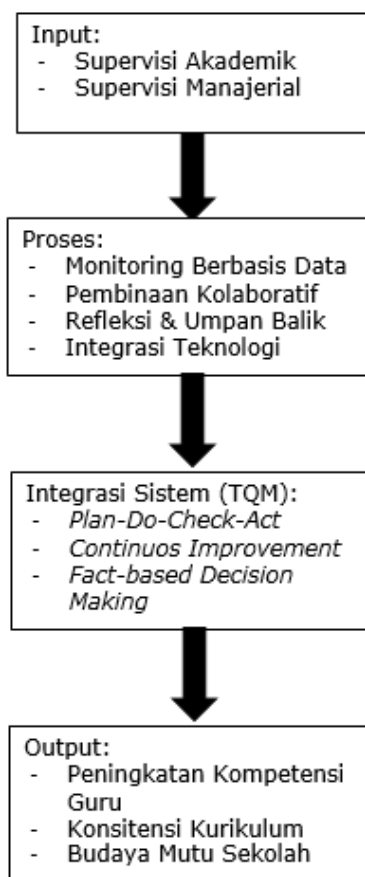 Input:
- Supervisi Akademik
- Supervisi Manajerial
Proses:
- Monitoring Berbasis Data
- Pembinaan Kolaboratif
- Refleksi & Umpan Balik
- Integrasi Teknologi
Integrasi Sistem (TQM):
- Plan-Do-Check-Act
- Continuos Improvement
- Fact-based Decision
Making
Output:
- Peningkatan Kompetensi
Guru
- Konsitensi Kurikulum
- Budaya Mutu Sekolah